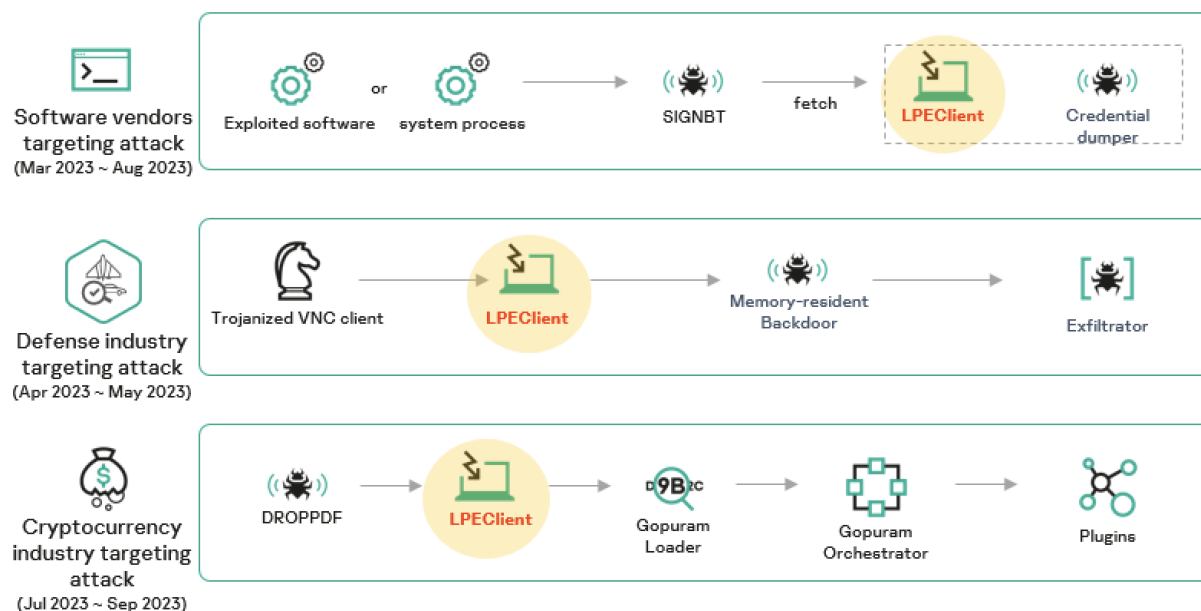 Software vendors
targeting attack
(Mar 2023 ~ Aug 2023)
Exploited software
or
system process
SIGNBT
fetch
LPEClient
Credential
dumper
Defense industry
targeting attack
(Apr 2023 ~ May 2023)
Trojanized VNC client
LPEClient
Memory-resident
Backdoor
Exfiltrator
$
Cryptocurrency
industry targeting
attack
(Jul 2023 ~ Sep 2023)
DROPPDF
LPEClient
D9B2C
Gopuram
Loader
Gopuram
Orchestrator
Plugins